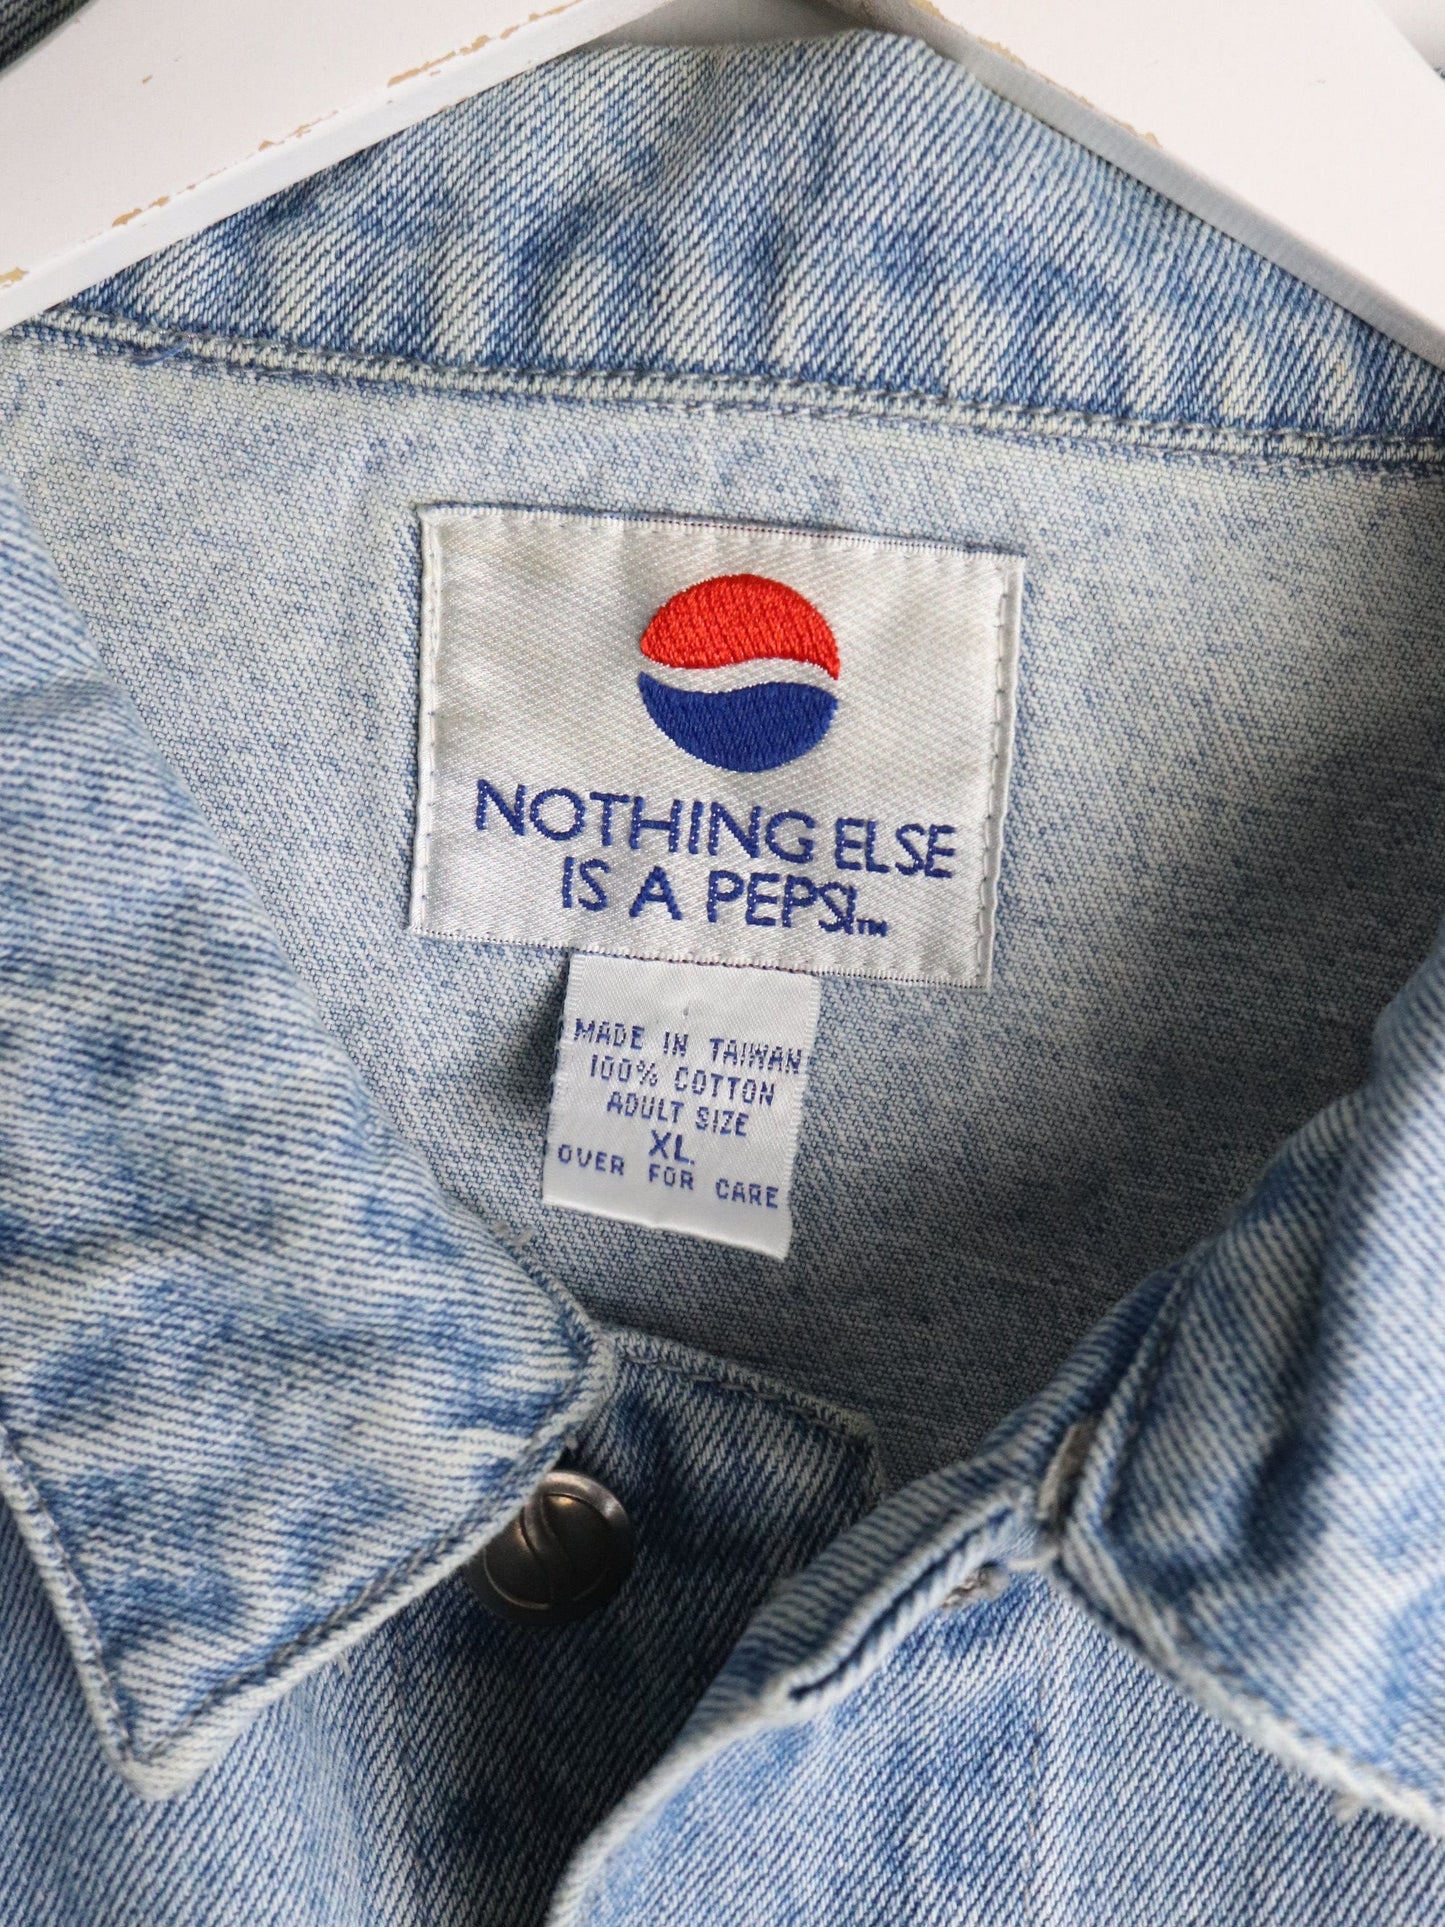 NOTHING ELSE
IS A PEPSI™
MADE IN TAIWAN
100% COTTON
ADULT SIZE
XL
OVER FOR CARE